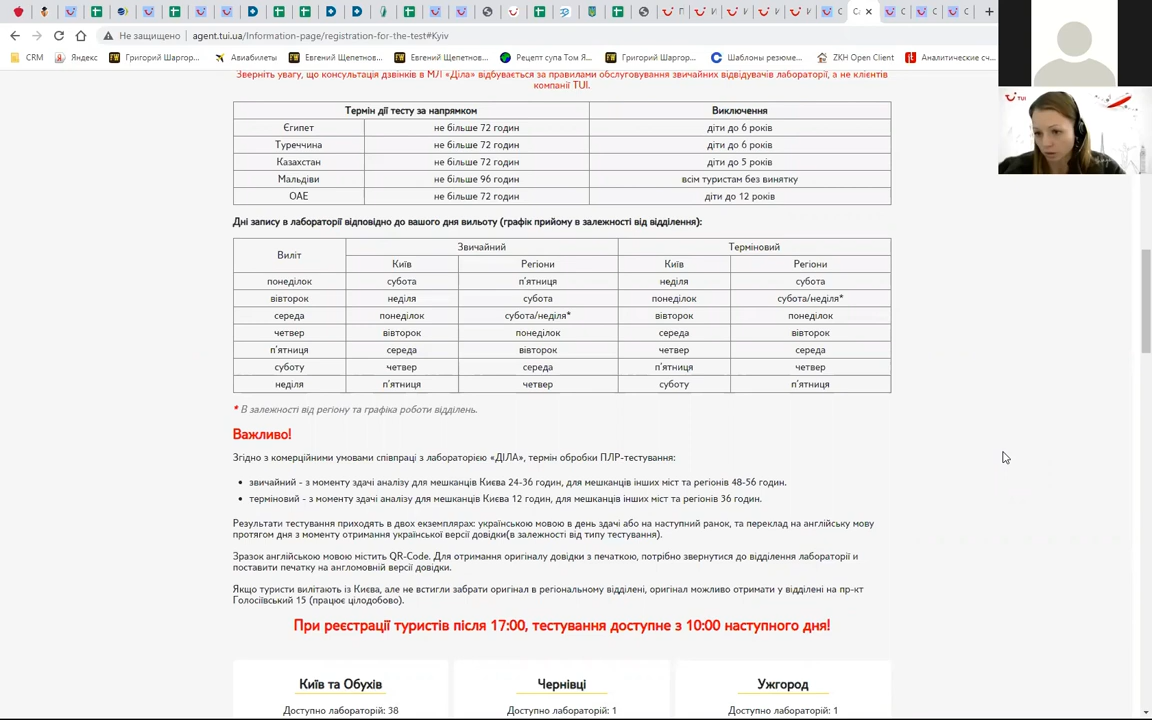 Не защищено
agent.tui.ua/Information-page/registration-for-the-test#Kyiv
CRM
Яндекс
Григорий Шаргор...
Авиабилеты
Евгений Щепетнов...
Евгений Щепетнов...
Рецепт супа Том Я...
Григорий Шаргор...
Шаблоны резюме...
ZKH Open Client
Аналитические сч...
TUI
Зверніть увагу, що консультація дзвінків в МЛ «Діла» відбувається за правилами обслуговування звичайних відвідувачів лабораторії, а не клієнтів
компанії TUI.
Термін дії тесту за напрямком Виключення
Єгипет не більше 72 годин діти до 6 років
Туреччина не більше 72 годин діти до 6 років
Казахстан не більше 72 годин діти до 5 років
Мальдіви не більше 96 годин всім туристам без винятку
ОАЕ не більше 72 годин діти до 12 років
Дні запису в лабораторії відповідно до вашого дня вильоту (графік прийому в залежності від відділення):
Виліт Звичайний Терміновий
Київ Регіони Київ Регіони
понеділок субота п'ятниця неділя субота
вівторок неділя субота понеділок субота/неділя*
середа понеділок субота/неділя* вівторок понеділок
четвер вівторок понеділок середа вівторок
п'ятниця середа вівторок четвер середа
суботу четвер середа п'ятниця четвер
неділя п'ятниця четвер суботу п'ятниця
* В залежності від регіону та графіка роботи відділень.
Важливо!
Згідно з комерційними умовами співпраці з лабораторією «ДІЛА», термін обробки ПЛР-тестування:
• звичайний - з моменту здачі аналізу для мешканців Києва 24-36 годин, для мешканців інших міст та регіонів 48-56 годин.
• терміновий - з моменту здачі аналізу для мешканців Києва 12 годин, для мешканців інших міст та регіонів 36 годин.
Результати тестування приходять в двох екземплярах: українською мовою в день здачі або на наступний ранок, та переклад на англійську мову
протягом дня з моменту отримання української версії довідки(в залежності від типу тестування).
Зразок англійською мовою містить QR-Code. Для отримання оригіналу довідки з печаткою, потрібно звернутися до відділення лабораторії и
поставити печатку на англомовній версії довідки.
Якщо туристи вилітають із Києва, але не встигли забрати оригінал в регіональному відділені, оригінал можливо отримати у відділені на пр-кт
Голосіївський 15 (працює цілодобово).
При реєстрації туристів після 17:00, тестування доступне з 10:00 наступного дня!
Київ та Обухів
Доступно лабораторій: 38
Чернівці
Доступно лабораторій: 1
Ужгород
Доступно лабораторій: 1